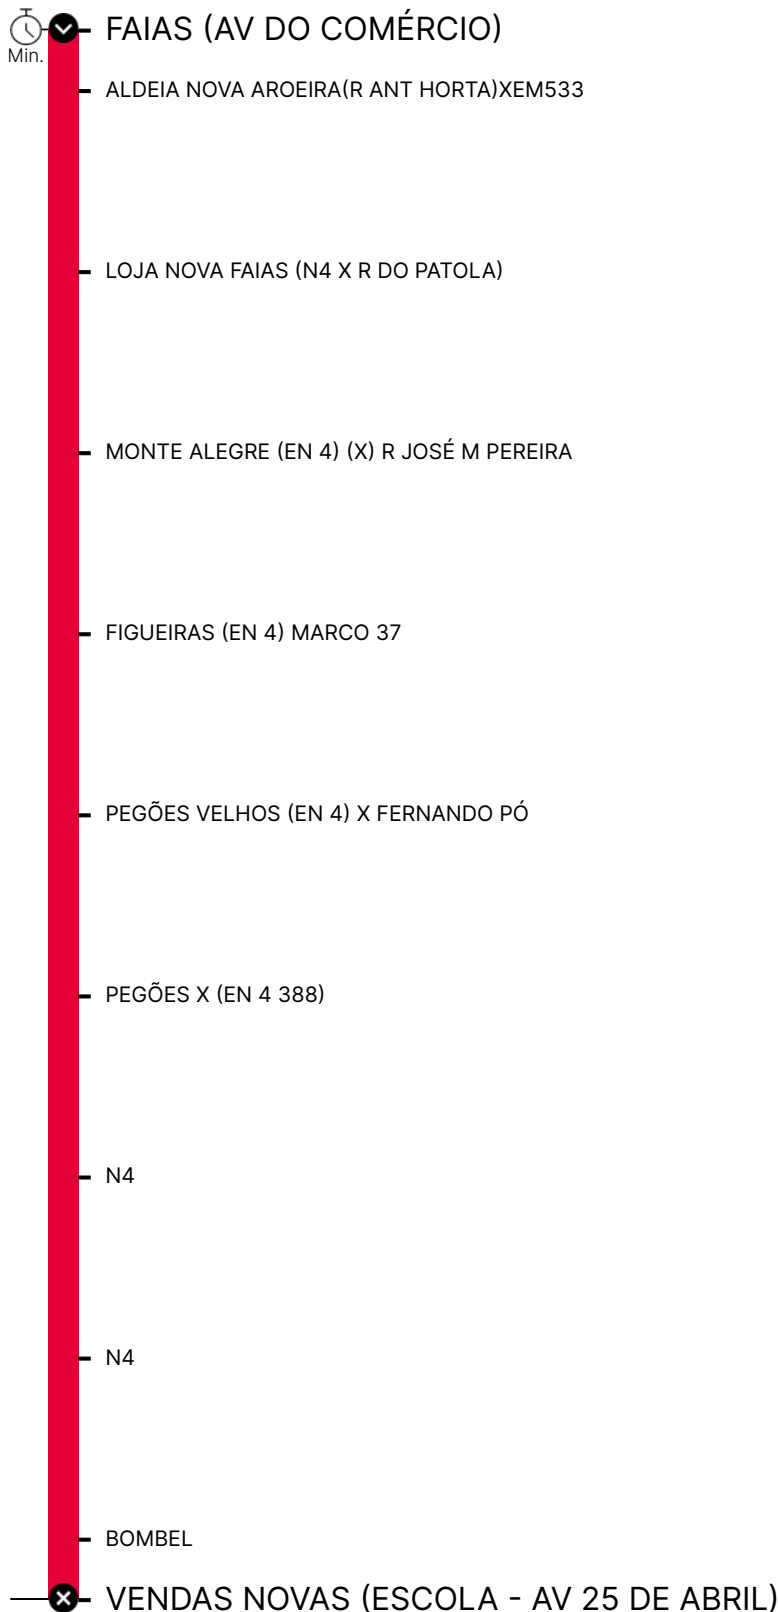 FAIAS (AV DO COMÉRCIO)
Min.
ALDEIA NOVA AROEIRA(R ANT HORTA)XEM533
LOJA NOVA FAIAS (N4 X R DO PATOLA)
MONTE ALEGRE (EN 4) (X) R JOSÉ M PEREIRA
FIGUEIRAS (EN 4) MARCO 37
PEGÕES VELHOS (EN 4) X FERNANDO PÓ
PEGÕES X (EN 4 388)
N4
N4
BOMBEL
VENDAS NOVAS (ESCOLA - AV 25 DE ABRIL)